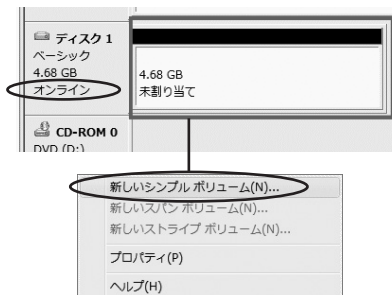 ディスク 1
ベーシック
4.68 GB
オンライン
4.68 GB
未割り当て
CD-ROM 0
DVD (D:)
新しいシンプル ボリューム(N)...
新しいスパン ボリューム(N)...
新しいストライプ ボリューム(N)...
プロパティ(P)
ヘルプ(H)